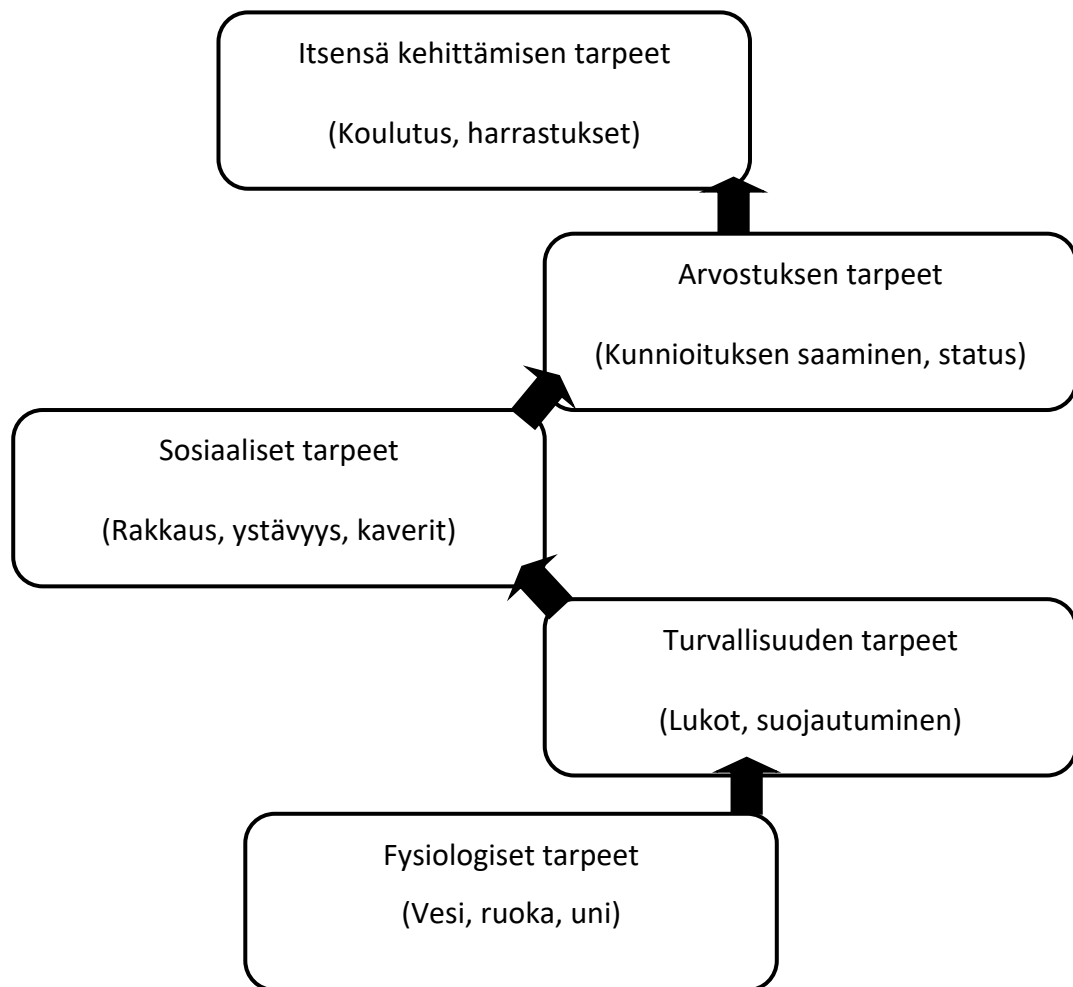 Itsensä kehittämisen tarpeet
(Koulutus, harrastukset)
Arvostuksen tarpeet
(Kunnioituksen saaminen, status)
Sosiaaliset tarpeet
(Rakkaus, ystävyys, kaverit)
Turvallisuuden tarpeet
(Lukot, suojautuminen)
Fysiologiset tarpeet
(Vesi, ruoka, uni)